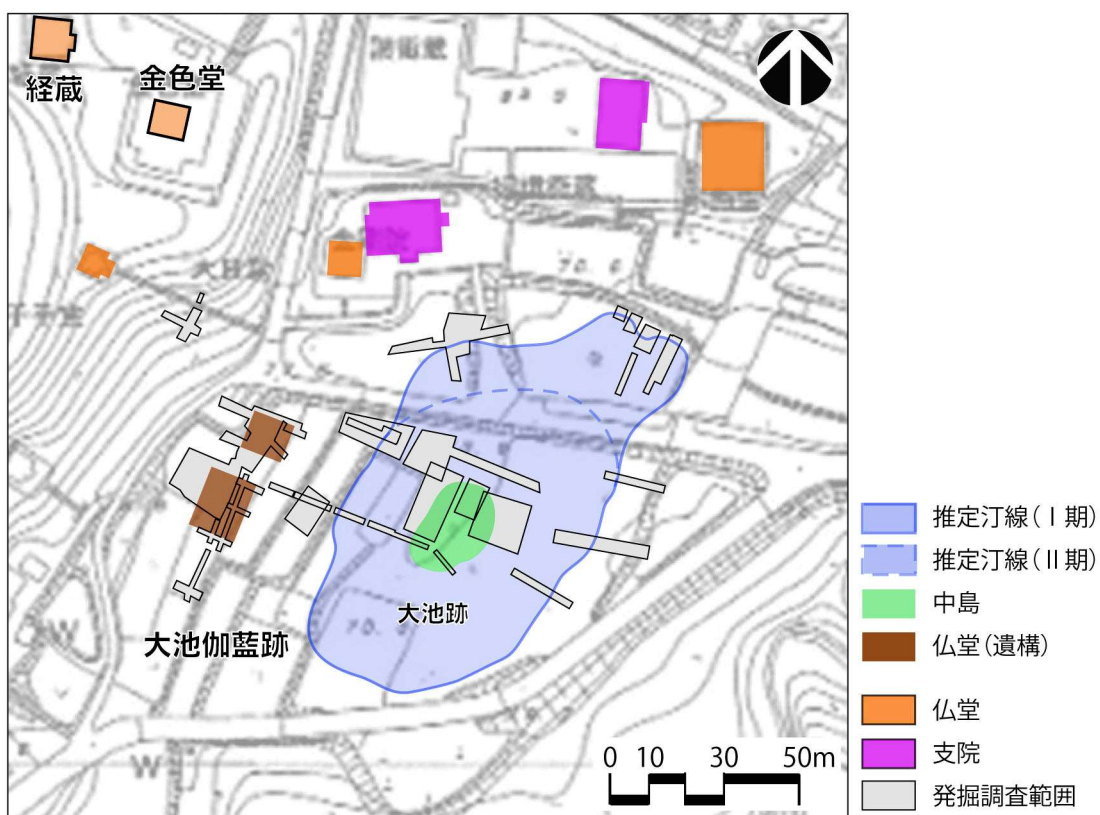 経蔵
金色堂
大池伽藍跡
大池跡
70.6
W
W
0 10 30 50m
推定汀線(Ⅰ期)
推定汀線(Ⅱ期)
中島
仏堂(遺構)
仏堂
支院
発掘調査範囲